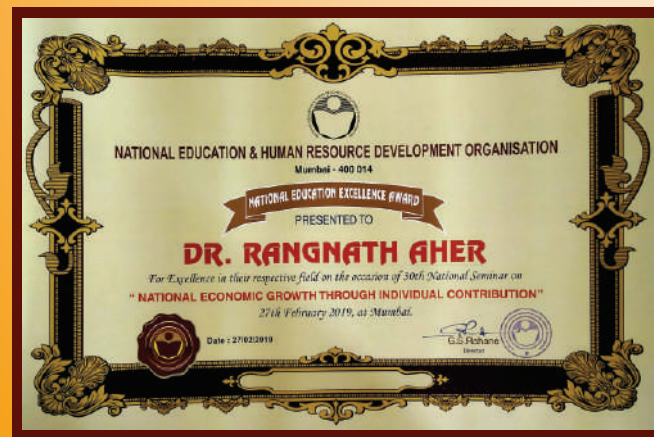 NATIONAL EDUCATION & HUMAN RESOURCE DEVELOPMENT ORGANISATION
Mumbai - 400 014
NATIONAL EDUCATION EXCELLENCE AWARD
PRESENTED TO
DR. RANGNATH AHER
For Excellence in their respective field on the occasion of 30th National Seminar on
" NATIONAL ECONOMIC GROWTH THROUGH INDIVIDUAL CONTRIBUTION"
27th February 2019, at Mumbai.
Date : 27/02/2019
G.S.Rahane
Director